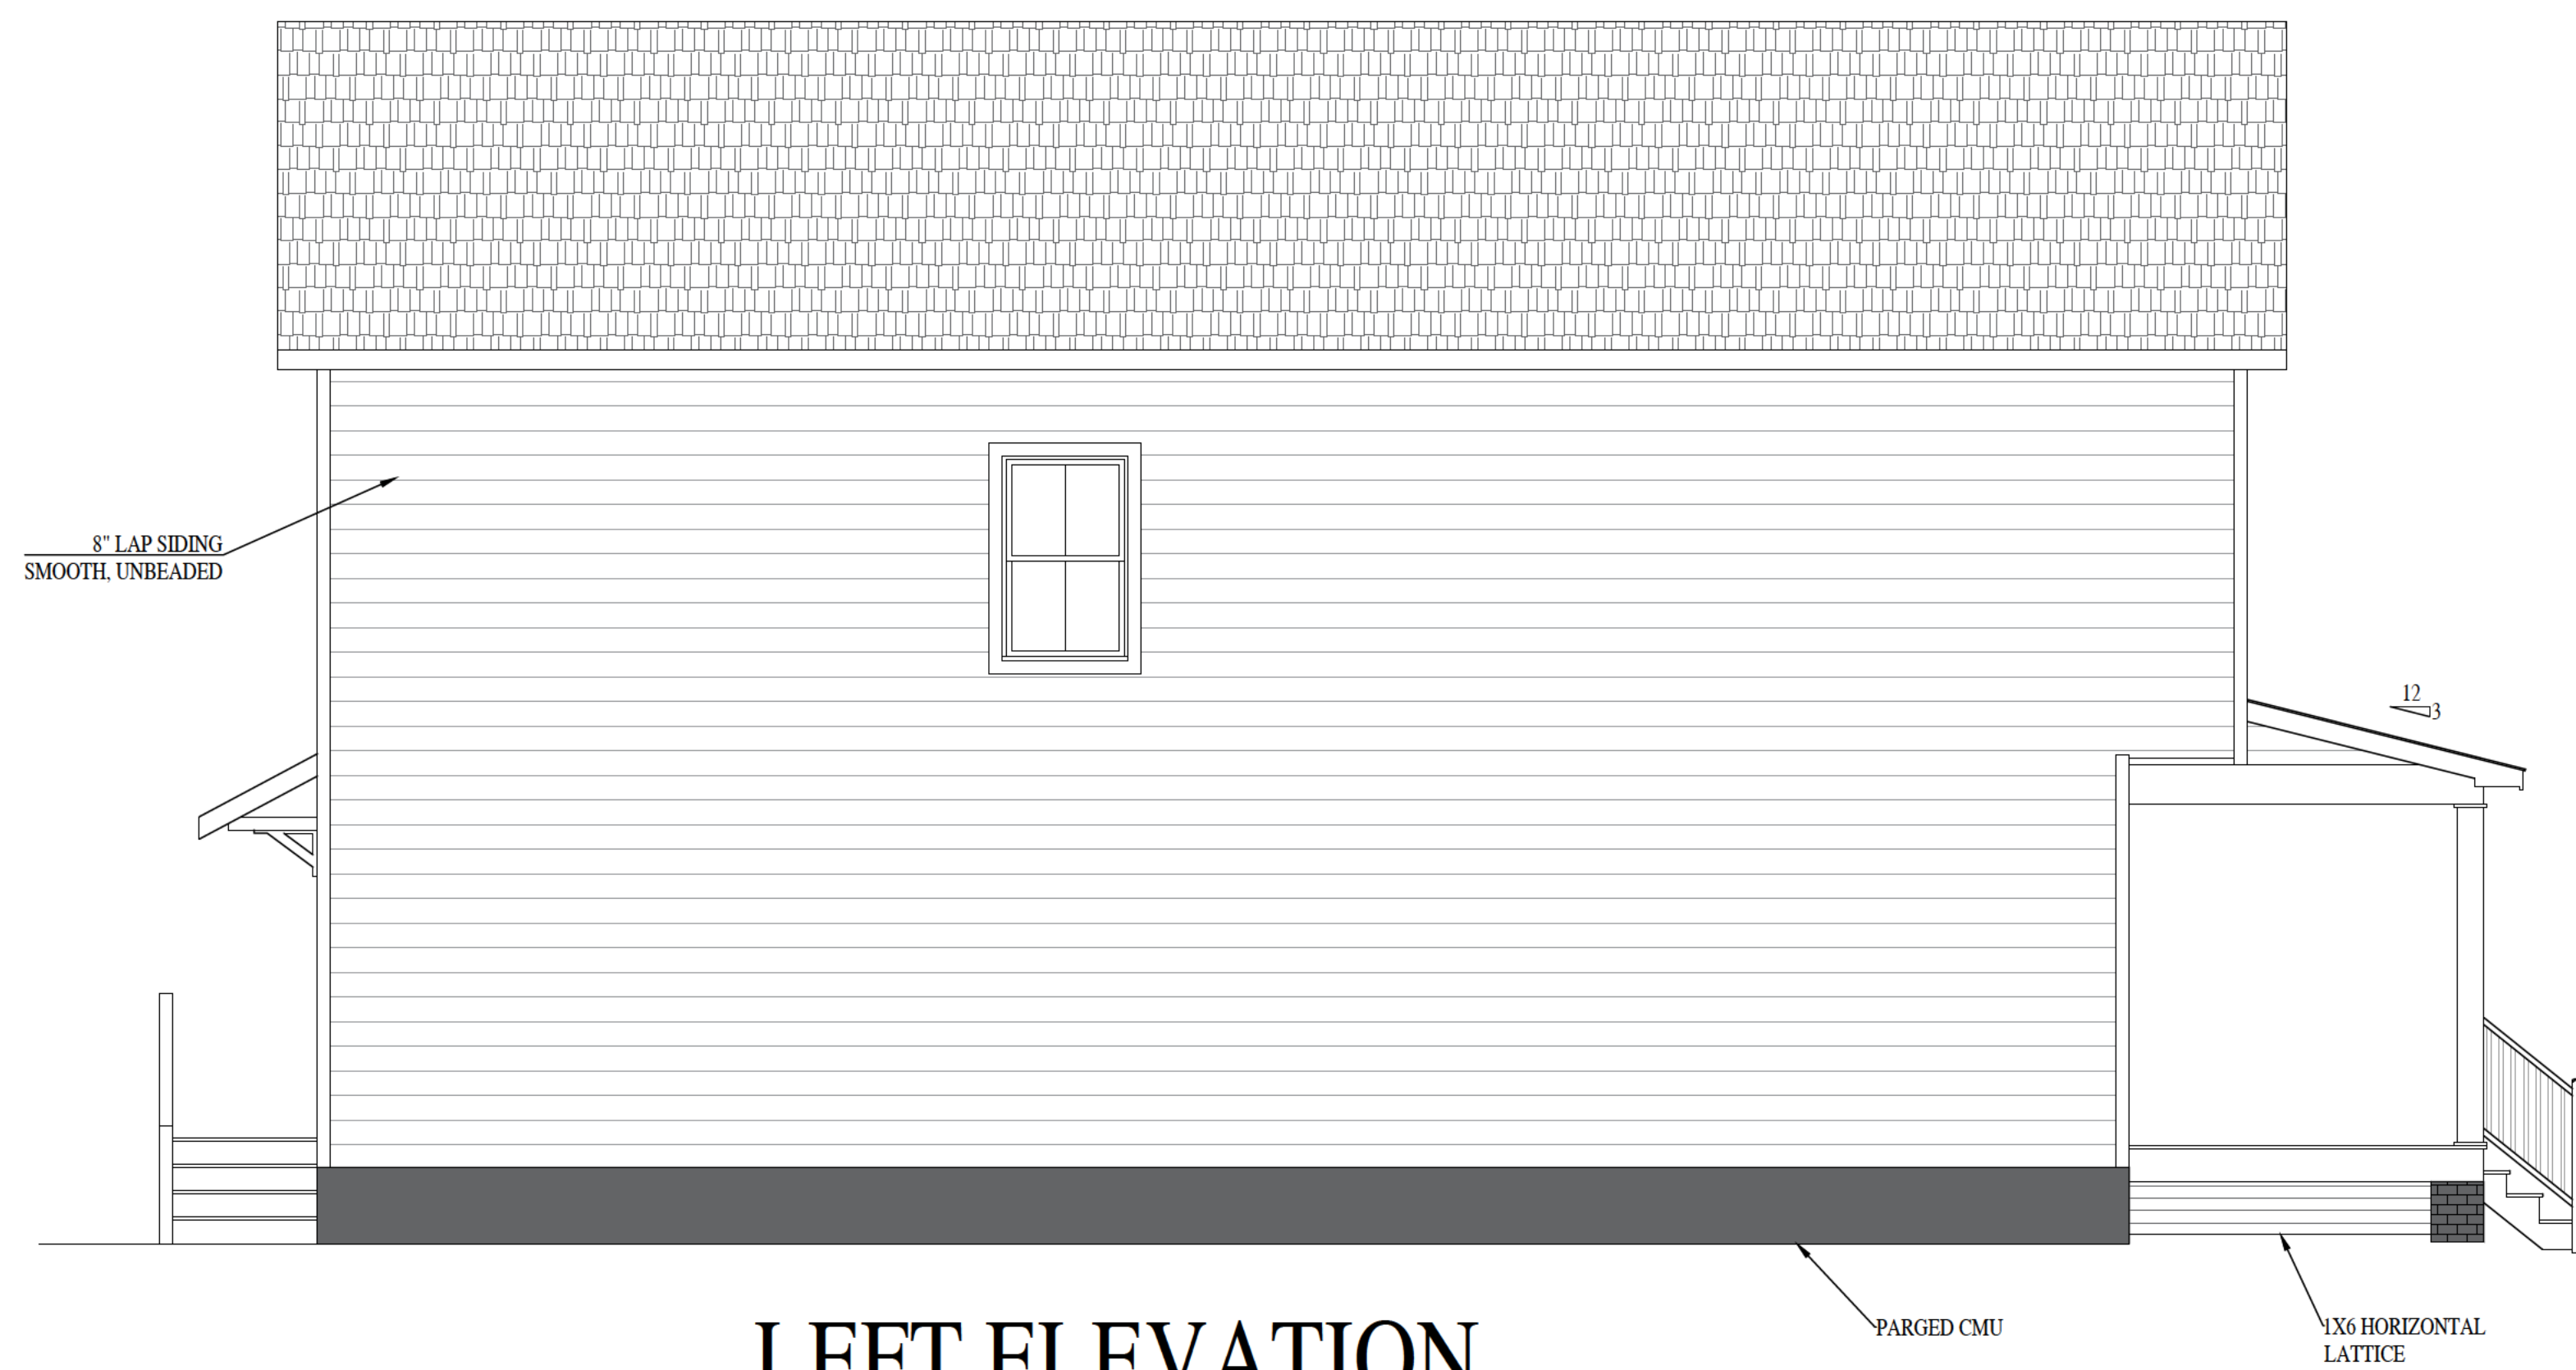 8" LAP SIDING
SMOOTH, UNBEADED
12
3
PARGED CMU
1X6 HORIZONTAL
LATTICE
LEFT ELEVATION